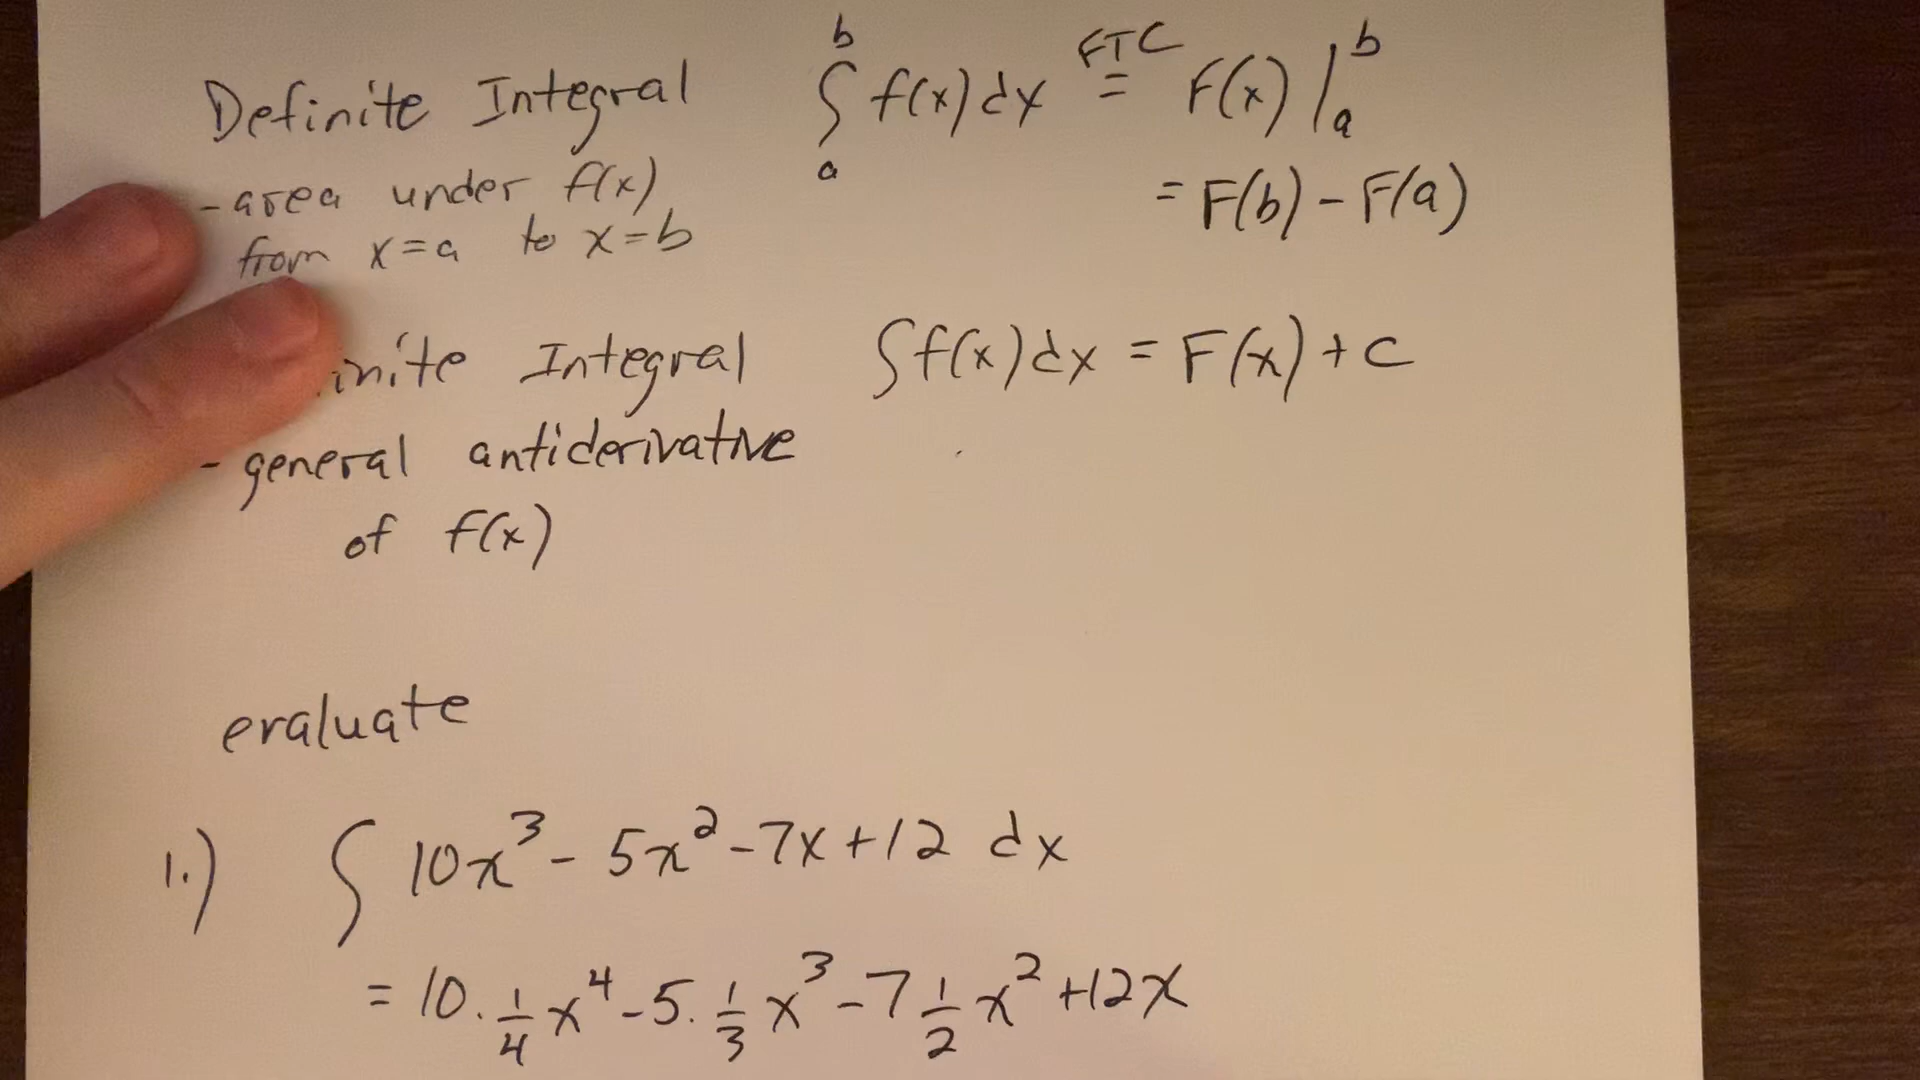 Definite Integral ∫_a^b f(x) dx =^{FTC} F(x) |_a^b
- area under f(x)
from x=a to x=b
= F(b) - F(a)
inite Integral ∫f(x)dx = F(x) + C
- general antiderivative
of f(x)
evaluate
1.) ∫ 10x³ - 5x² - 7x + 12 dx
= 10 · 1/4 x⁴ - 5 · 1/3 x³ - 7 1/2 x² + 12x